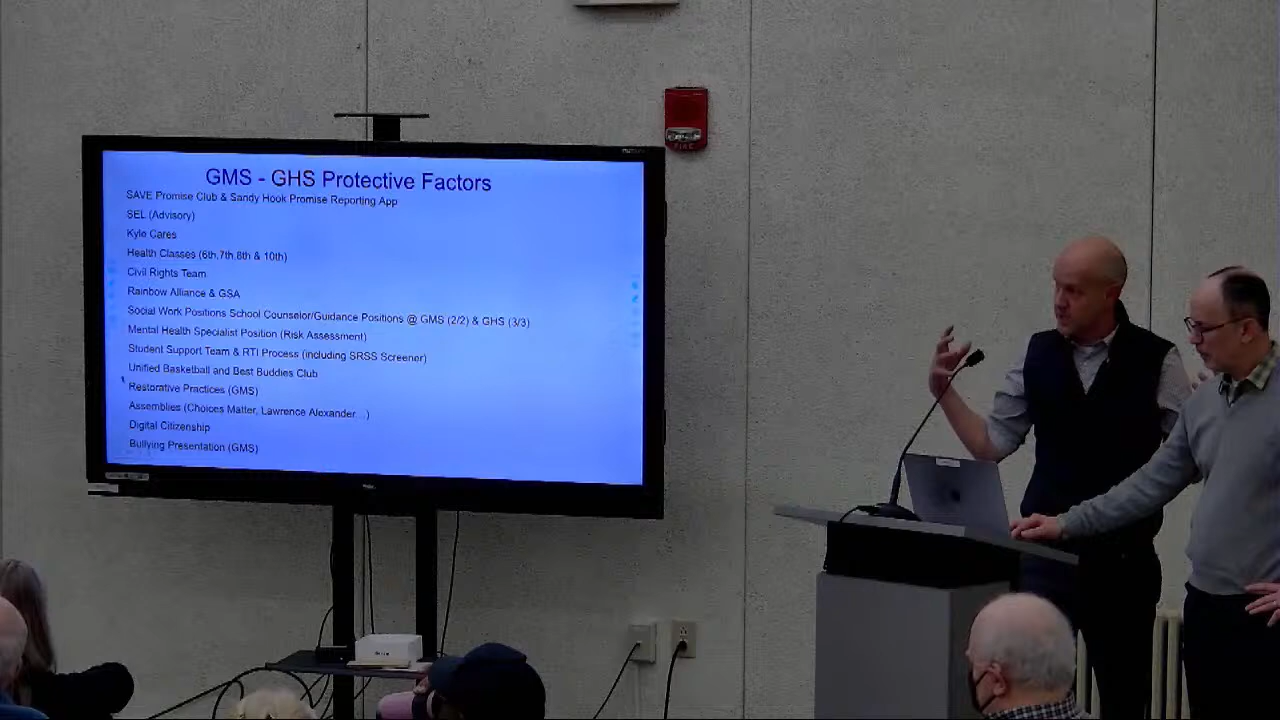 GMS - GHS Protective Factors
SAVE Promise Club & Sandy Hook Promise Reporting App
SEL (Advisory)
Kyle Cares
Health Classes (6th,7th,8th & 10th)
Civil Rights Team
Rainbow Alliance & GSA
Social Work Positions School Counselor/Guidance Positions @ GMS (2/2) & GHS (3/3)
Mental Health Specialist Position (Risk Assessment)
Student Support Team & RTI Process (including SRSS Screener)
Unified Basketball and Best Buddies Club
Restorative Practices (GMS)
Assemblies (Choices Matter, Lawrence Alexander...)
Digital Citizenship
Bullying Presentation (GMS)
FIRE